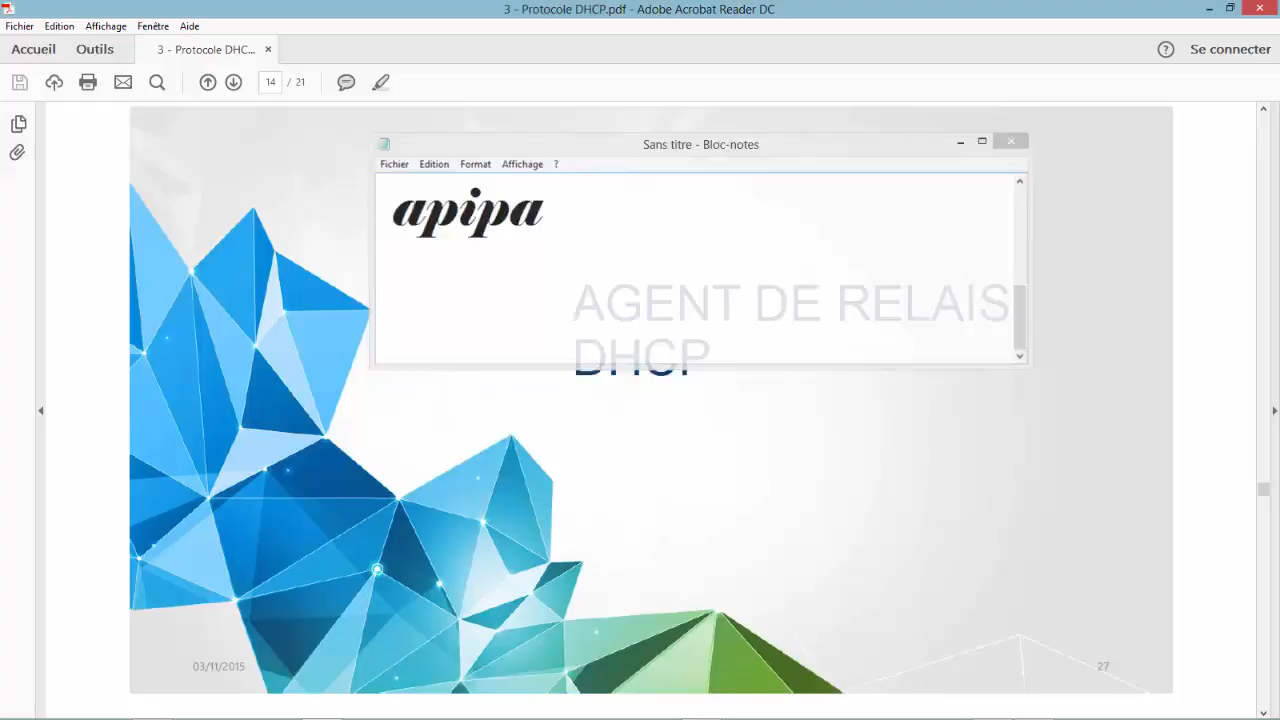 3 - Protocole DHCP.pdf - Adobe Acrobat Reader DC
Fichier Edition Affichage Fenêtre Aide
Accueil Outils 3 - Protocole DHC... × ? Se connecter
14 / 21
Sans titre - Bloc-notes
Fichier Edition Format Affichage ?
apipa
AGENT DE RELAIS
DHCP
03/11/2015 27